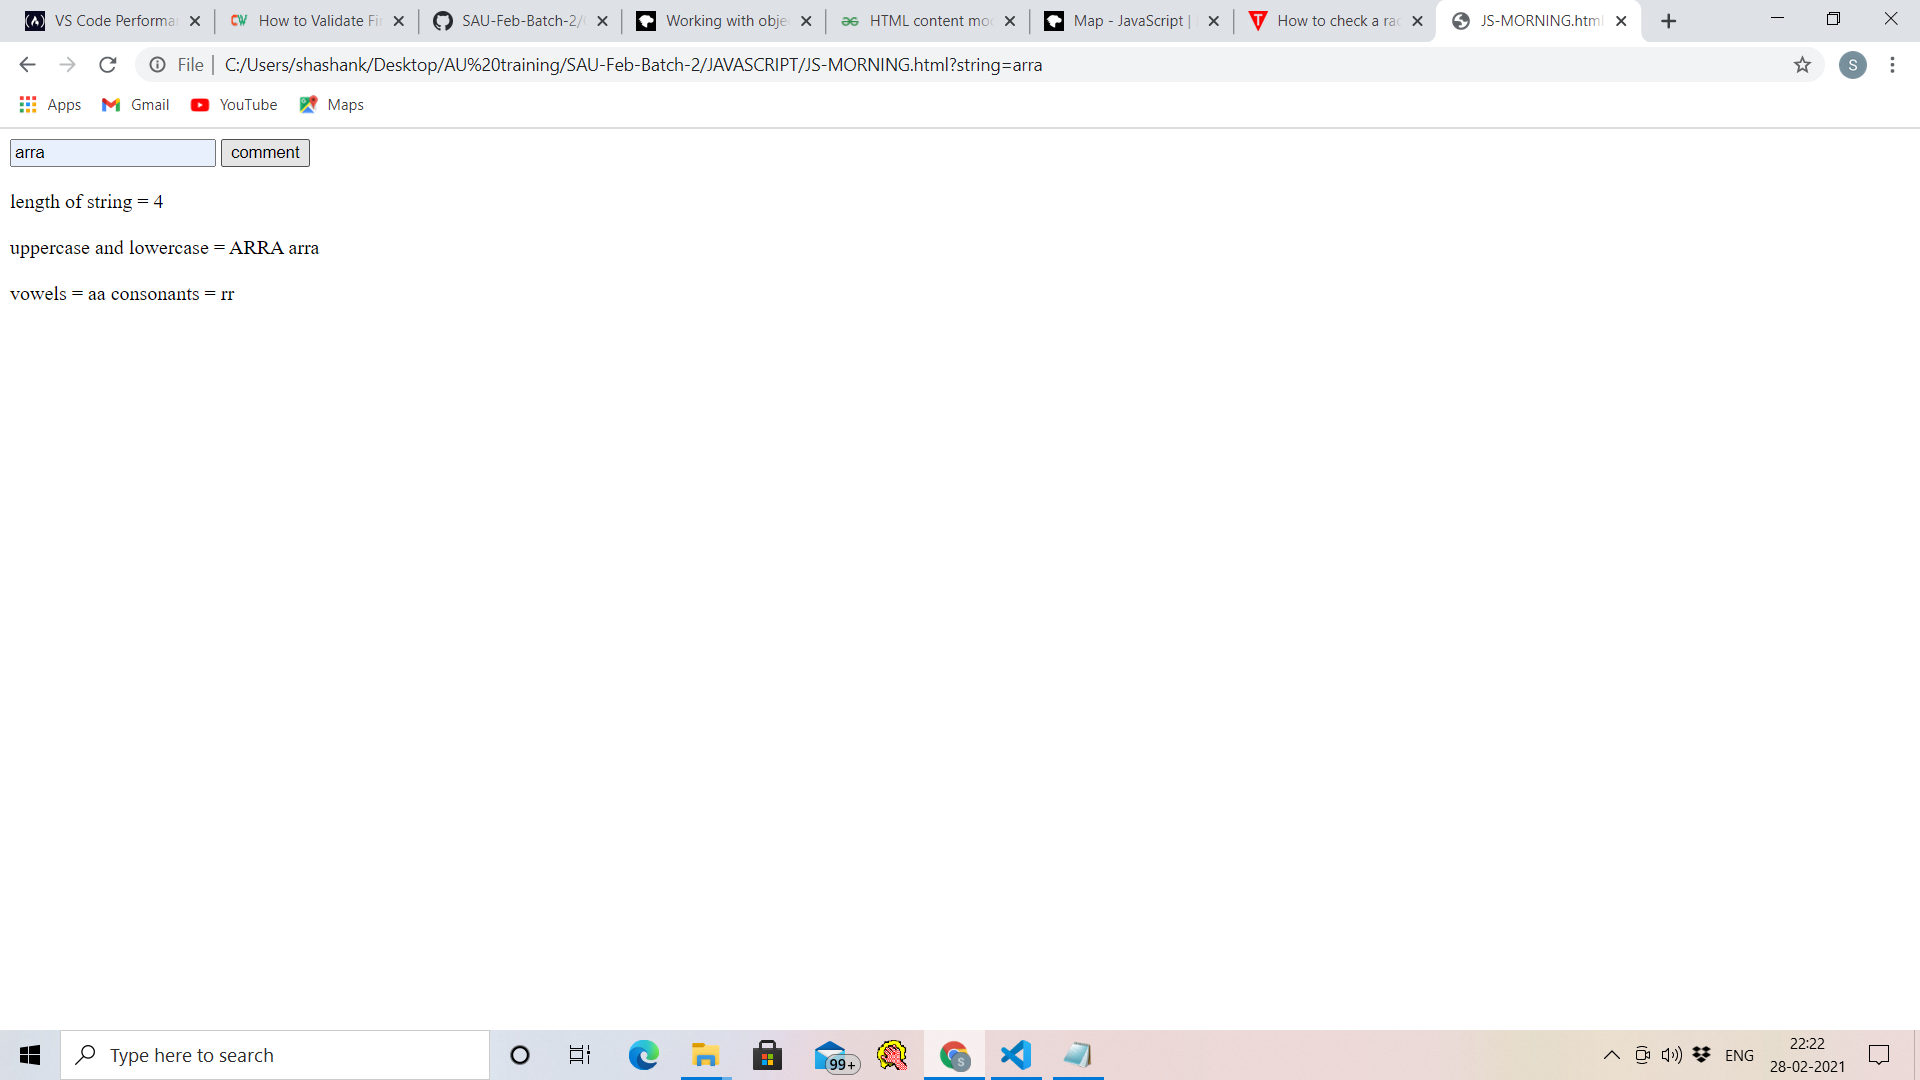 VS Code Performan
How to Validate Fi
SAU-Feb-Batch-2/
Working with obje
HTML content mod
Map - JavaScript |
How to check a rad
JS-MORNING.html
File
C:/Users/shashank/Desktop/AU%20training/SAU-Feb-Batch-2/JAVASCRIPT/JS-MORNING.html?string=arra
S
Apps
Gmail
YouTube
Maps
arra
comment
length of string = 4
uppercase and lowercase = ARRA arra
vowels = aa consonants = rr
Type here to search
99+
S
ENG
22:22
28-02-2021